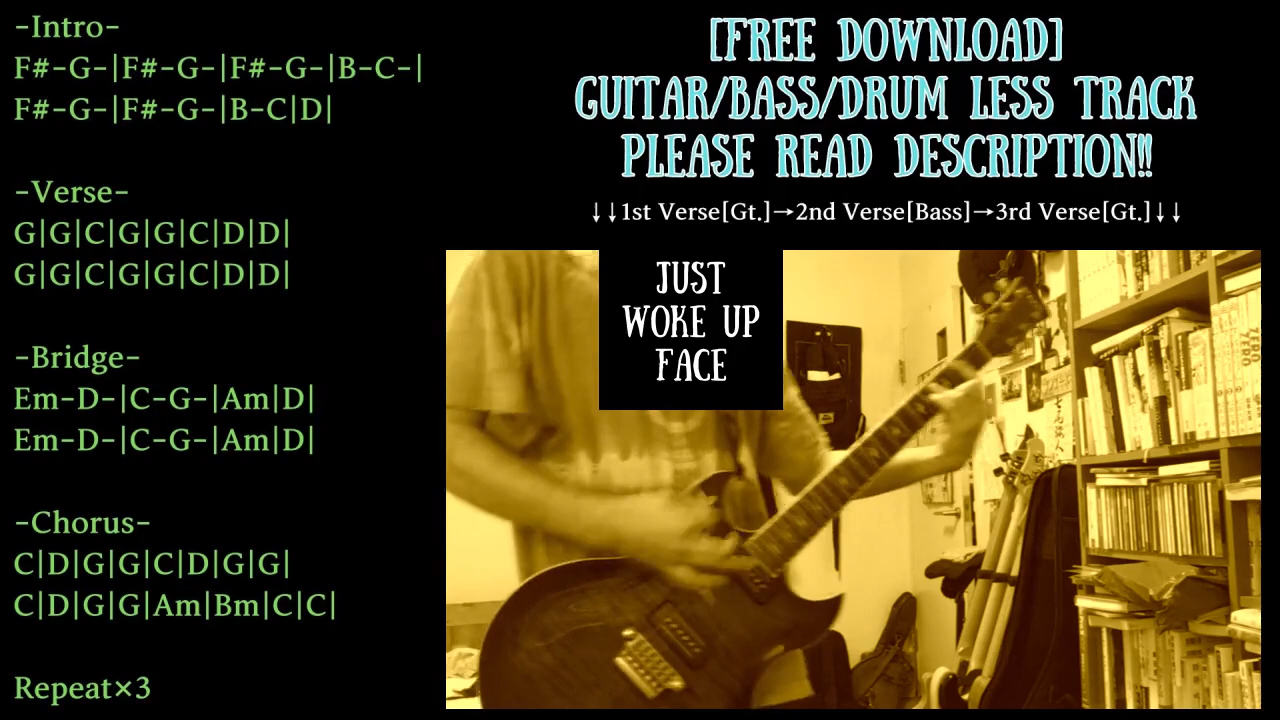 -Intro-
F#-G-|F#-G-|F#-G-|B-C-|
F#-G-|F#-G-|B-C|D|
-Verse-
G|G|C|G|G|C|D|D|
G|G|C|G|G|C|D|D|
-Bridge-
Em-D-|C-G-|Am|D|
Em-D-|C-G-|Am|D|
-Chorus-
C|D|G|G|C|D|G|G|
C|D|G|G|Am|Bm|C|C|
Repeat×3
[FREE DOWNLOAD]
GUITAR/BASS/DRUM LESS TRACK
PLEASE READ DESCRIPTION!!
↓↓1st Verse[Gt.]→2nd Verse[Bass]→3rd Verse[Gt.]↓↓
JUST
WOKE UP
FACE